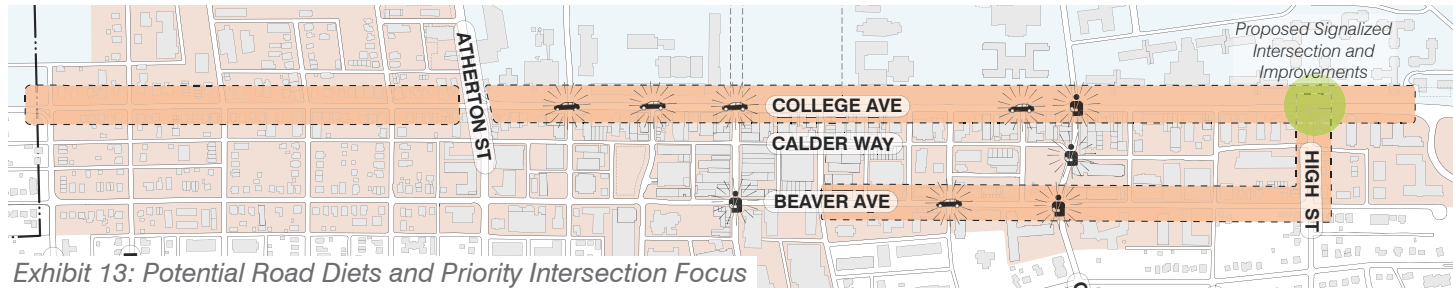 Proposed Signalized
Intersection and
Improvements
ATHERTON ST
COLLEGE AVE
CALDER WAY
BEAVER AVE
HIGH ST
Exhibit 13: Potential Road Diets and Priority Intersection Focus